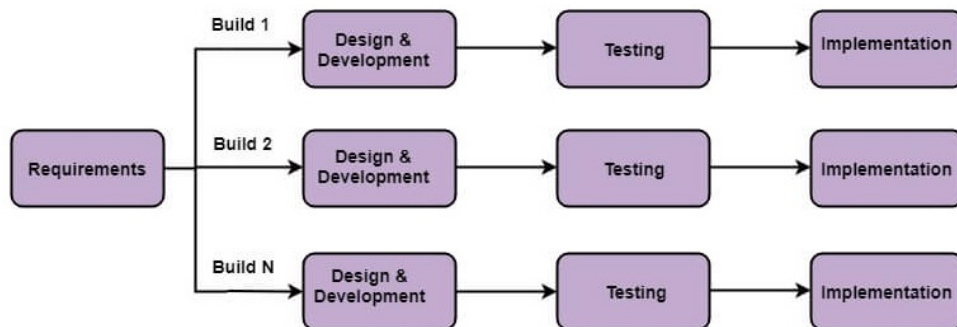 Build 1
Design &
Development
Testing
Implementation
Requirements
Build 2
Design &
Development
Testing
Implementation
Build N
Design &
Development
Testing
Implementation